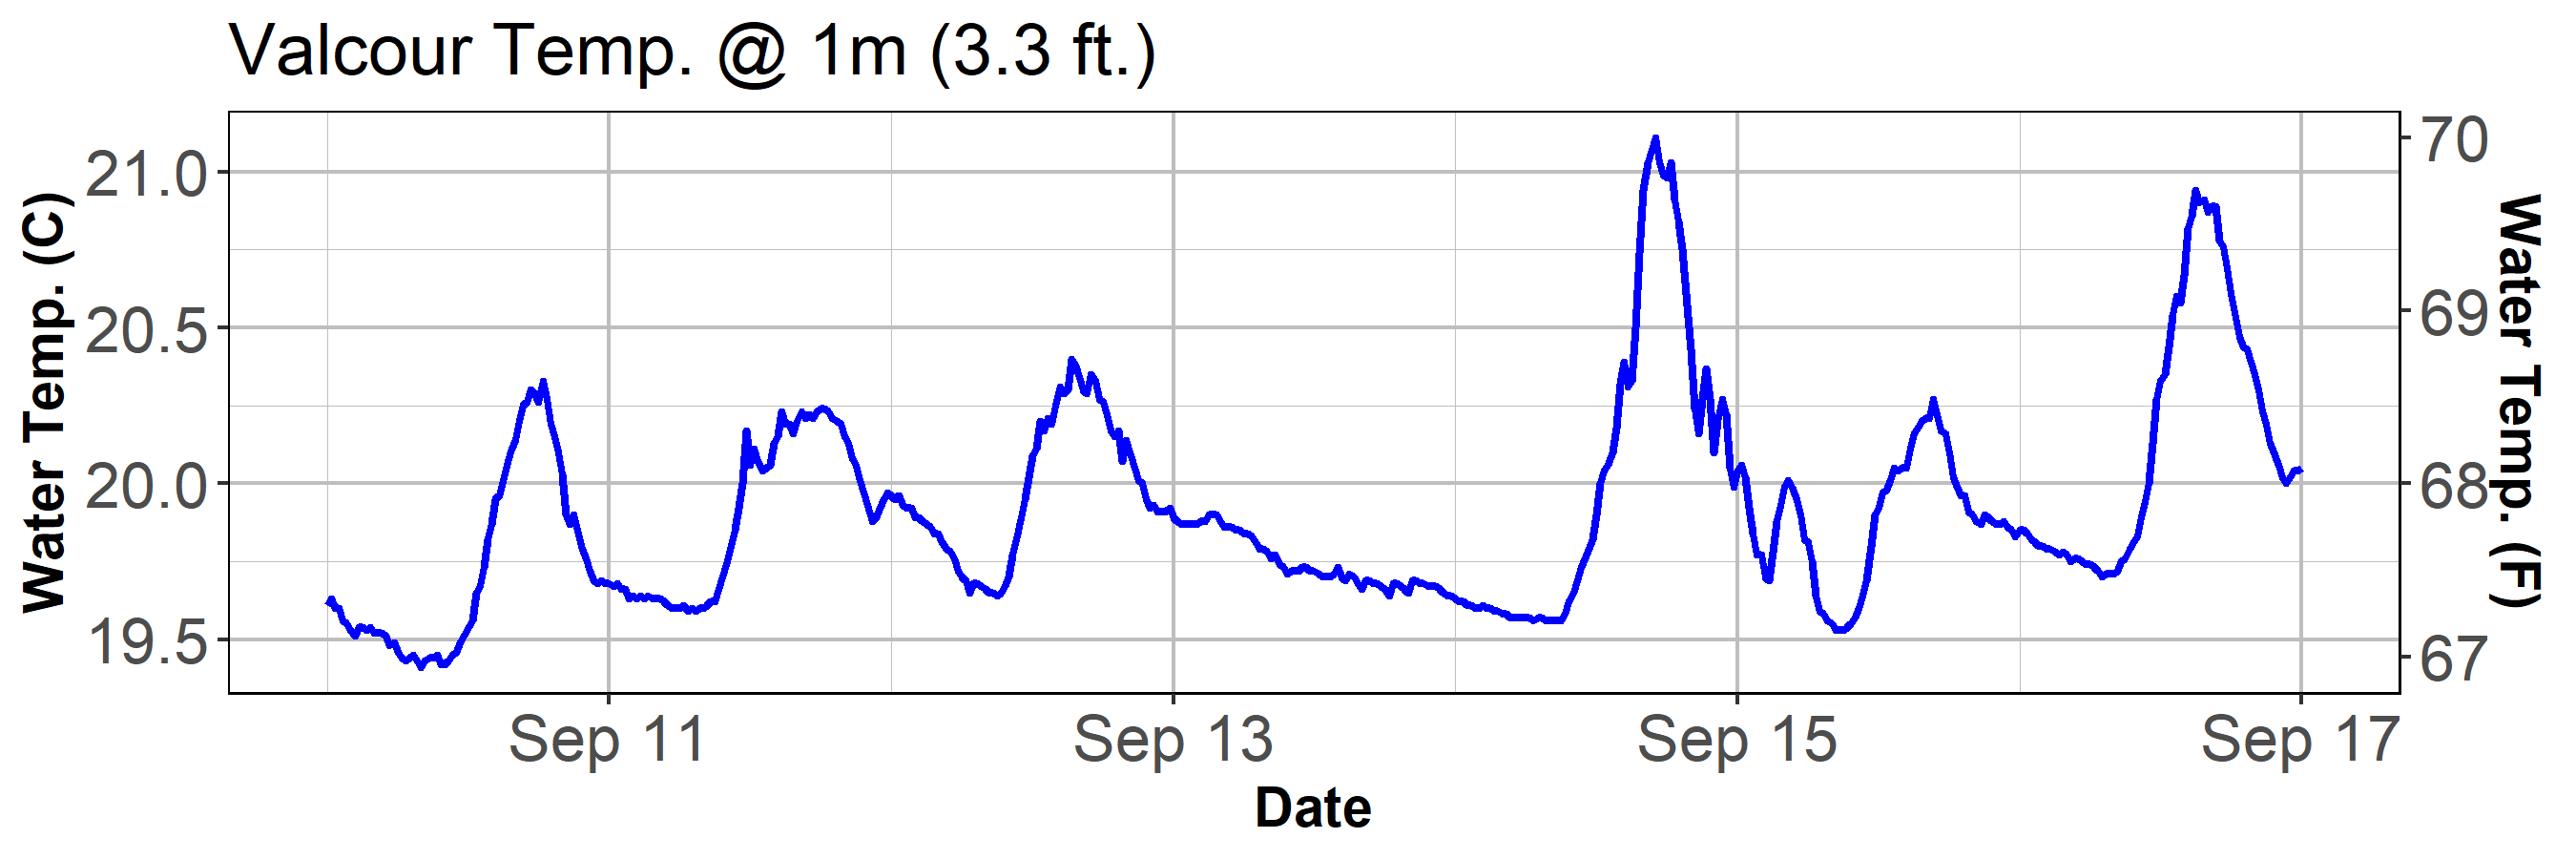 Valcour Temp. @ 1m (3.3 ft.)
Water Temp. (C)
21.0
20.5
20.0
19.5
70
69
68
67
Water Temp. (F)
Sep 11
Sep 13
Sep 15
Sep 17
Date